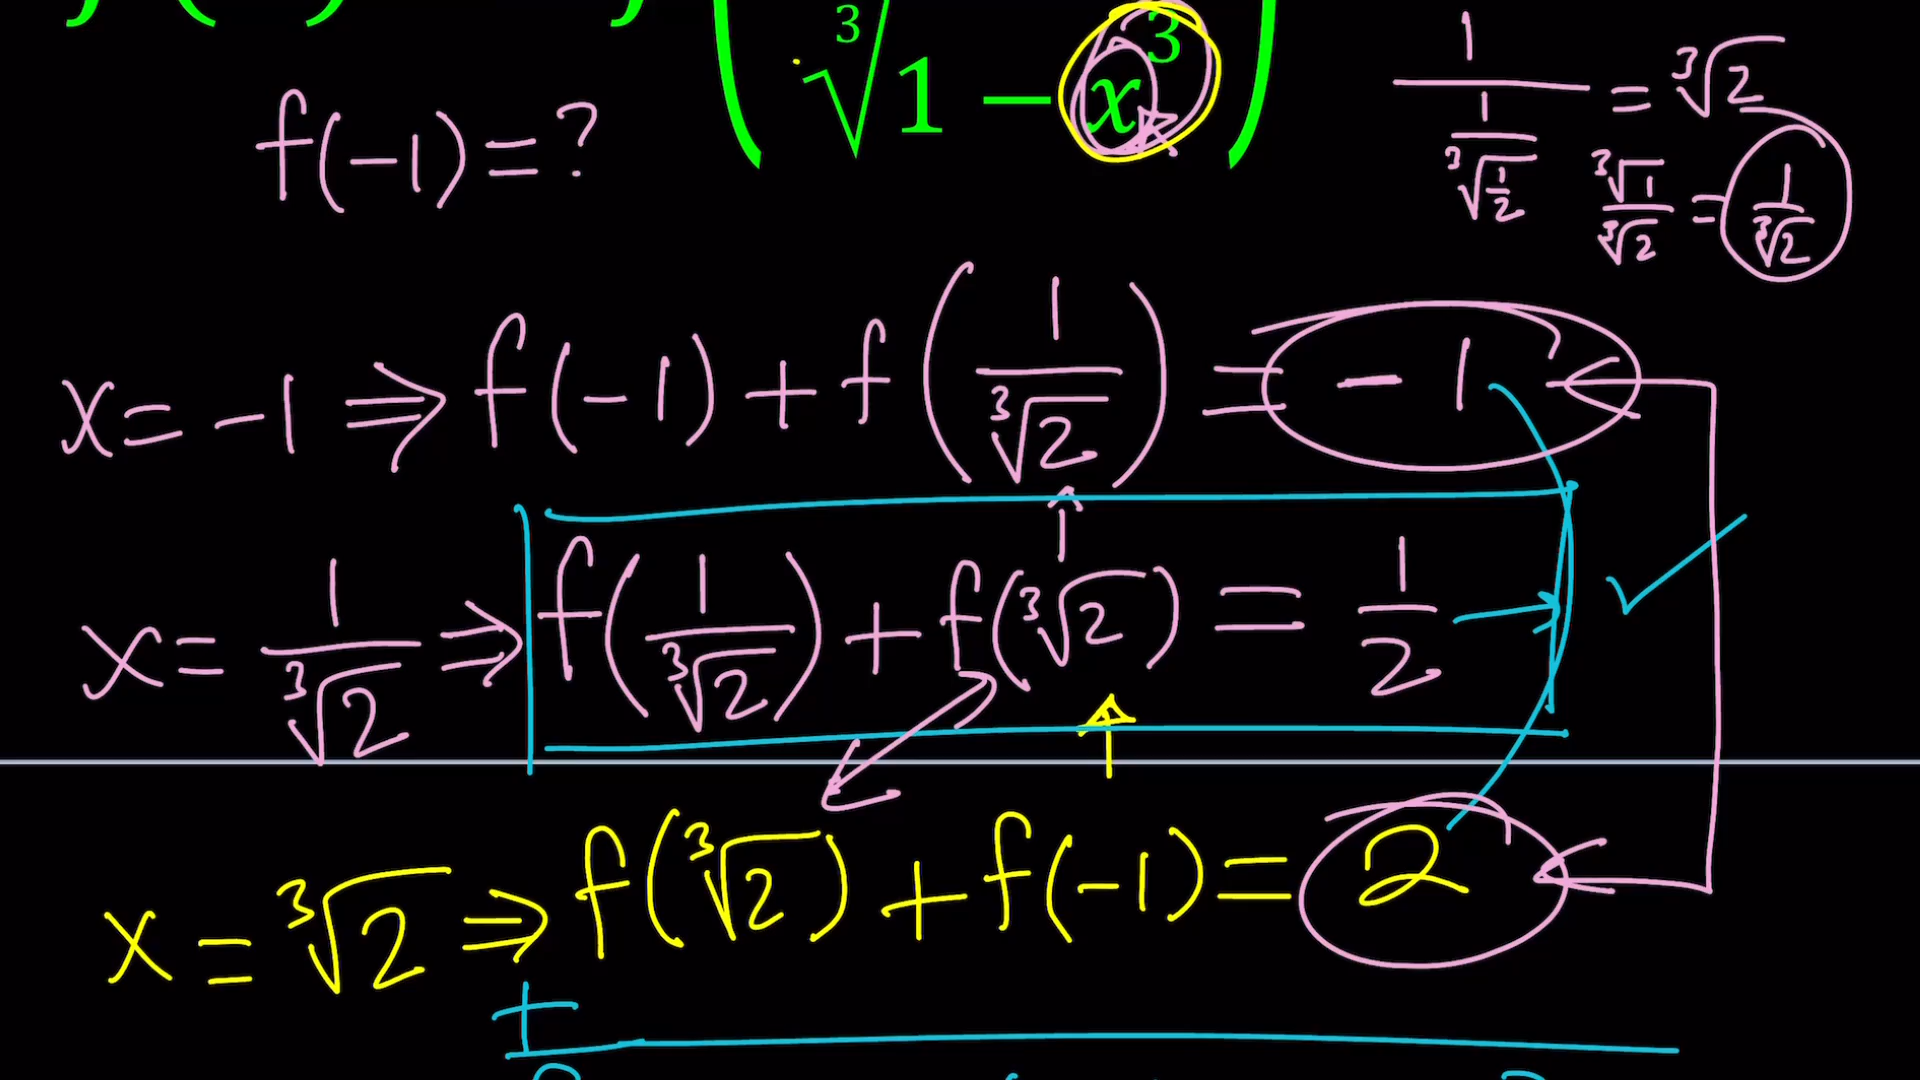 ∛1 − x³
f(−1) = ?
1/(1/∛(1/2)) = ∛2
∛1/∛2 = 1/∛2
x = −1 ⇒ f(−1) + f(1/∛2) = −1
x = 1/∛2 ⇒ f(1/∛2) + f(∛2) = 1/2
x = ∛2 ⇒ f(∛2) + f(−1) = 2
+